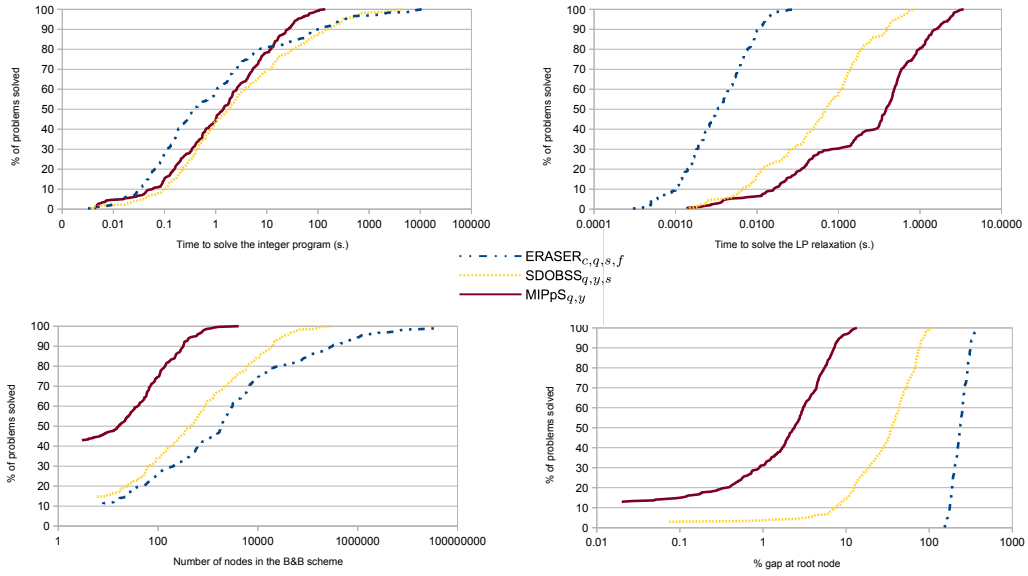 % of problems solved
100
90
80
70
60
50
40
30
20
10
0
0 0.01 0.1 1 10 100 1000 10000 100000
Time to solve the integer program (s.)
% of problems solved
100
90
80
70
60
50
40
30
20
10
0
0.0001 0.0010 0.0100 0.1000 1.0000 10.0000
Time to solve the LP relaxation (s.)
ERASERc,q,s,f
SDOBSSq,y,s
MIPpSq,y
% of problems solved
100
90
80
70
60
50
40
30
20
10
0
100 10000 1000000 100000000
Number of nodes in the B&B scheme
% of problems solved
100
90
80
70
60
50
40
30
20
10
0
0.01 0.1 1 10 100 1000
% gap at root node